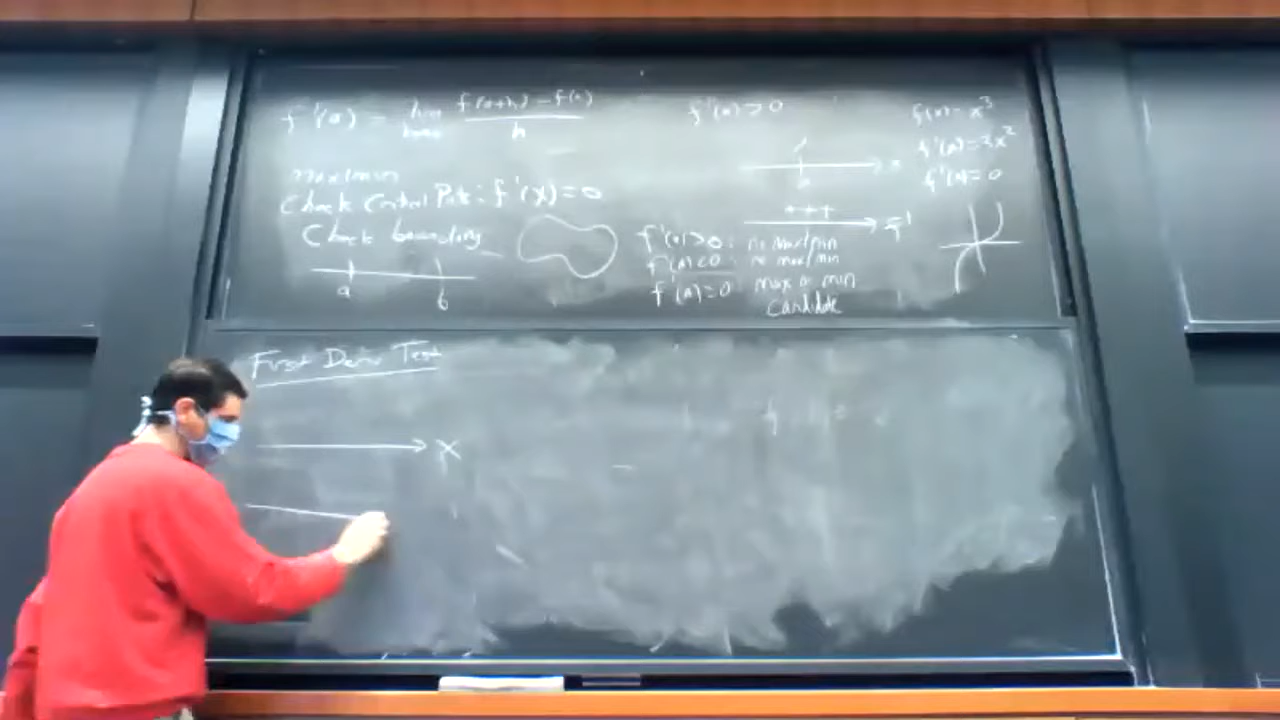 f'(a) = lim f(a+h) - f(a)
h
Check Critical Pts: f'(x) = 0
Check boundary
a b
f'(a) > 0
+ + + f'
f'(a) > 0 : no max/min
f'(a) < 0 : no max/min
f'(a) = 0 : max or min
candidate
f(x) = x³
f'(x) = 3x²
f'(x) = 0
First Deriv Test
x